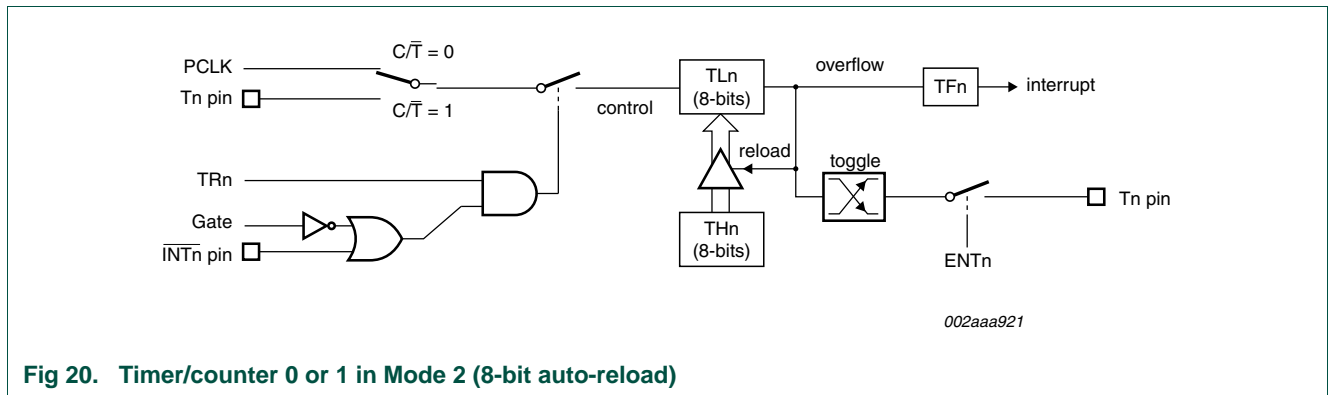 C/T̅ = 0
PCLK
Tn pin
C/T̅ = 1
control
TLn
(8-bits)
overflow
TFn
interrupt
reload
toggle
Tn pin
TRn
Gate
I̅N̅T̅n̅ pin
THn
(8-bits)
ENTn
002aaa921
Fig 20. Timer/counter 0 or 1 in Mode 2 (8-bit auto-reload)